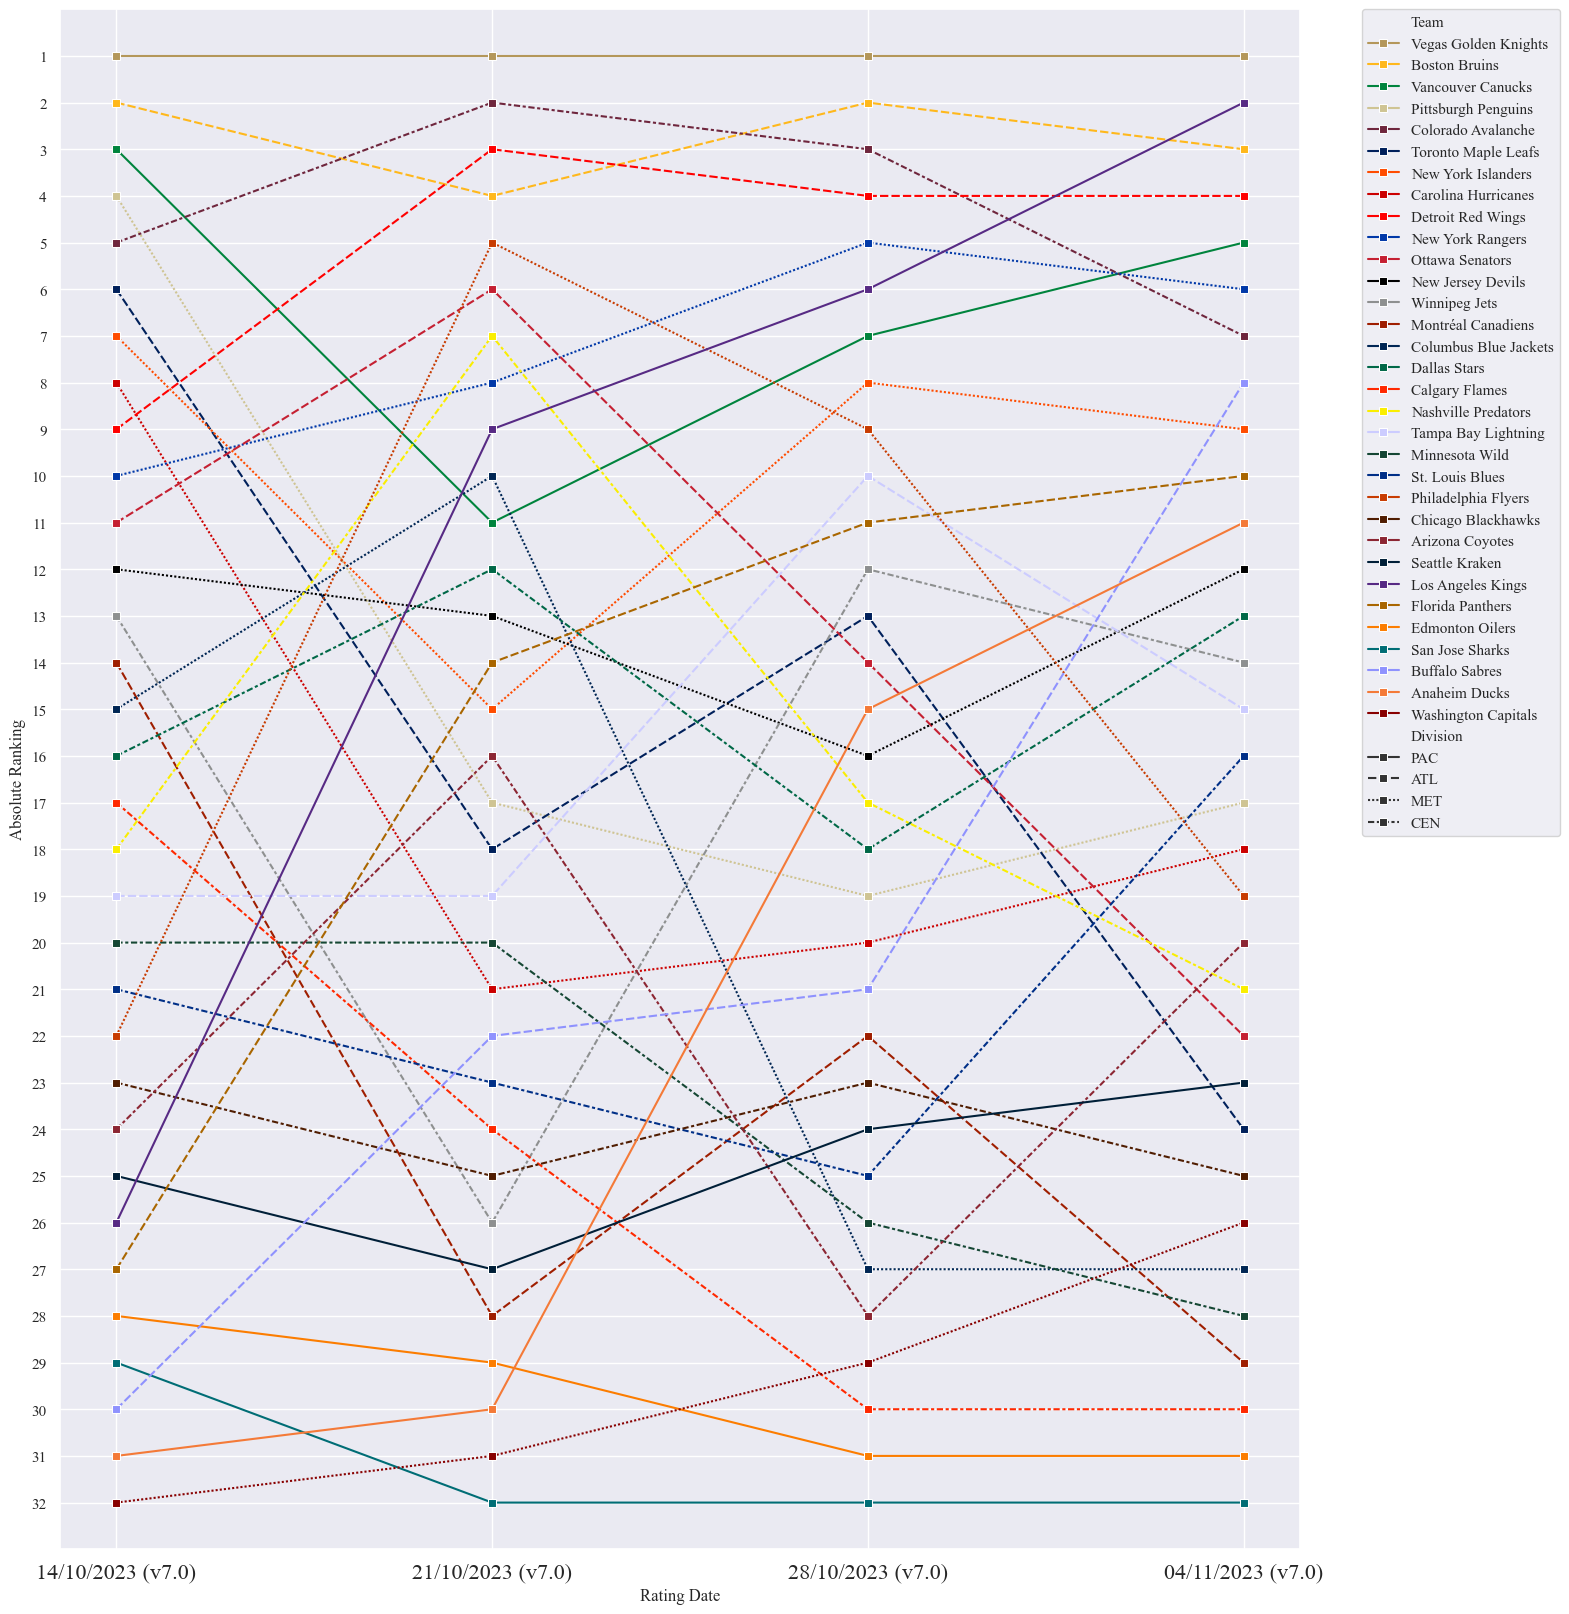 Absolute Ranking
1
2
3
4
5
6
7
8
9
10
11
12
13
14
15
16
17
18
19
20
21
22
23
24
25
26
27
28
29
30
31
32
14/10/2023 (v7.0)
21/10/2023 (v7.0)
28/10/2023 (v7.0)
04/11/2023 (v7.0)
Rating Date
Team
Vegas Golden Knights
Boston Bruins
Vancouver Canucks
Pittsburgh Penguins
Colorado Avalanche
Toronto Maple Leafs
New York Islanders
Carolina Hurricanes
Detroit Red Wings
New York Rangers
Ottawa Senators
New Jersey Devils
Winnipeg Jets
Montréal Canadiens
Columbus Blue Jackets
Dallas Stars
Calgary Flames
Nashville Predators
Tampa Bay Lightning
Minnesota Wild
St. Louis Blues
Philadelphia Flyers
Chicago Blackhawks
Arizona Coyotes
Seattle Kraken
Los Angeles Kings
Florida Panthers
Edmonton Oilers
San Jose Sharks
Buffalo Sabres
Anaheim Ducks
Washington Capitals
Division
PAC
ATL
MET
CEN